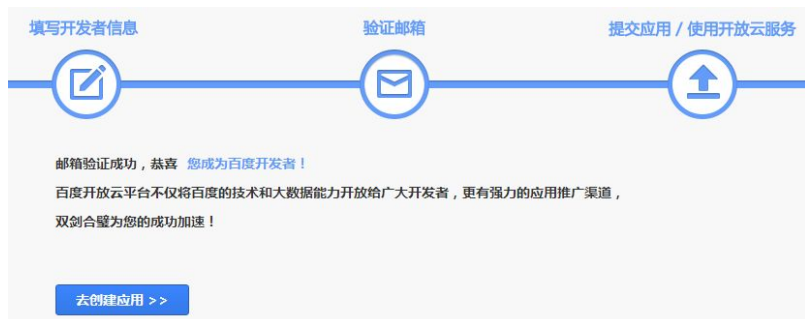 填写开发者信息
验证邮箱
提交应用 / 使用开放云服务
邮箱验证成功，恭喜 您成为百度开发者！
百度开放云平台不仅将百度的技术和大数据能力开放给广大开发者，更有强力的应用推广渠道，
双剑合璧为您的成功加速！
去创建应用 >>